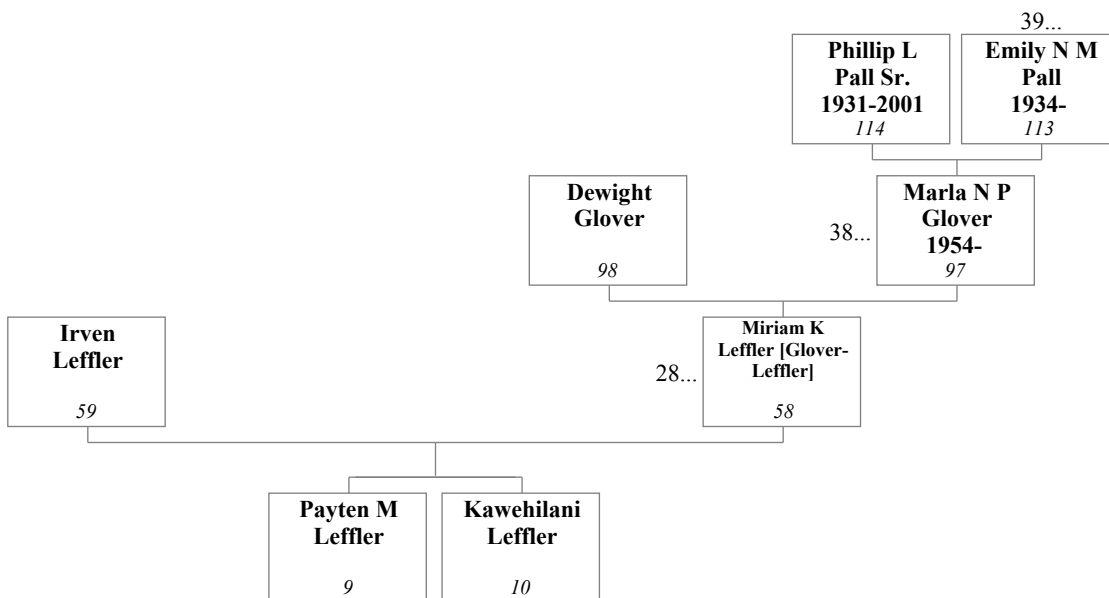 39...
Phillip L
Pall Sr.
1931-2001
114
Emily N M
Pall
1934-
113
Dewight
Glover
98
38...
Marla N P
Glover
1954-
97
Irven
Leffler
59
28...
Miriam K
Leffler [Glover-
Leffler]
58
Payten M
Leffler
9
Kawehilani
Leffler
10